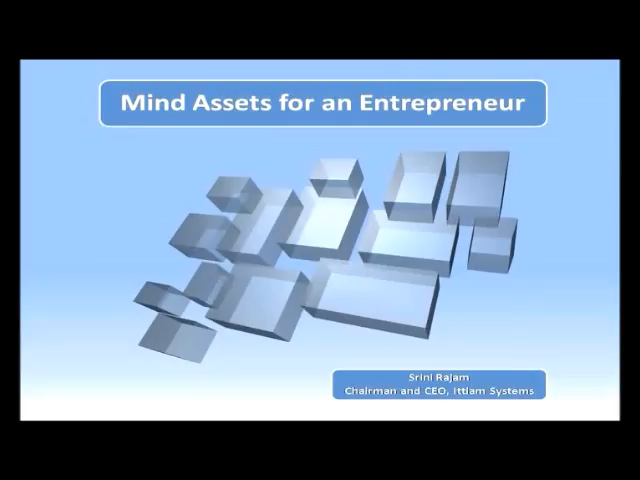 Mind Assets for an Entrepreneur
Srini Rajam
Chairman and CEO, Ittiam Systems